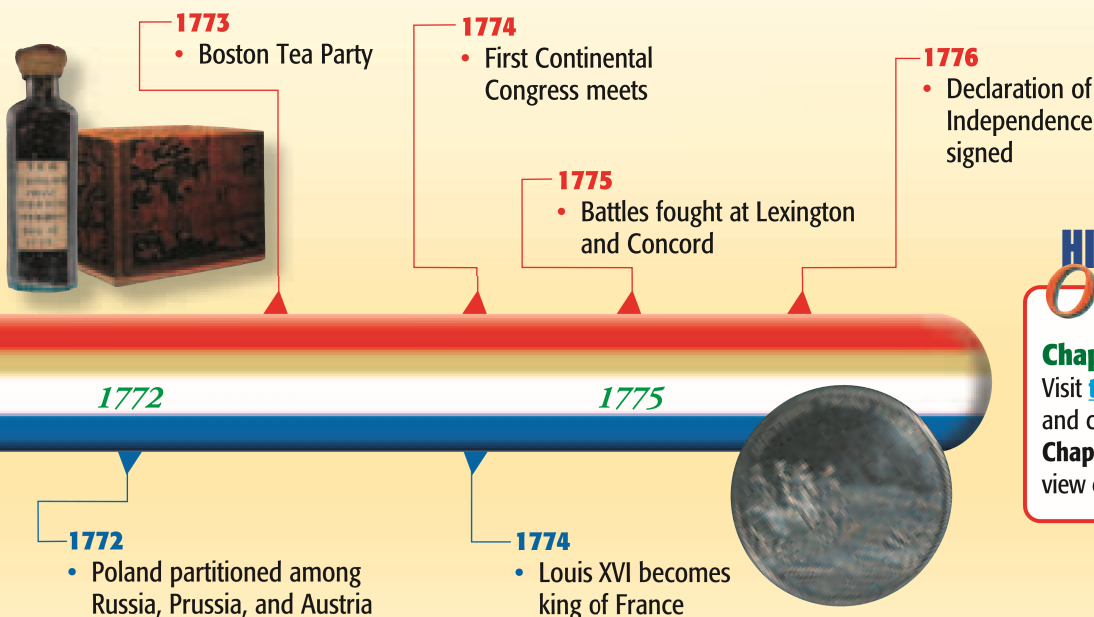 1773
• Boston Tea Party
1774
• First Continental
Congress meets
1776
• Declaration of
Independence
signed
1775
• Battles fought at Lexington
and Concord
1772
1775
1772
• Poland partitioned among
Russia, Prussia, and Austria
1774
• Louis XVI becomes
king of France
Visit
and
view